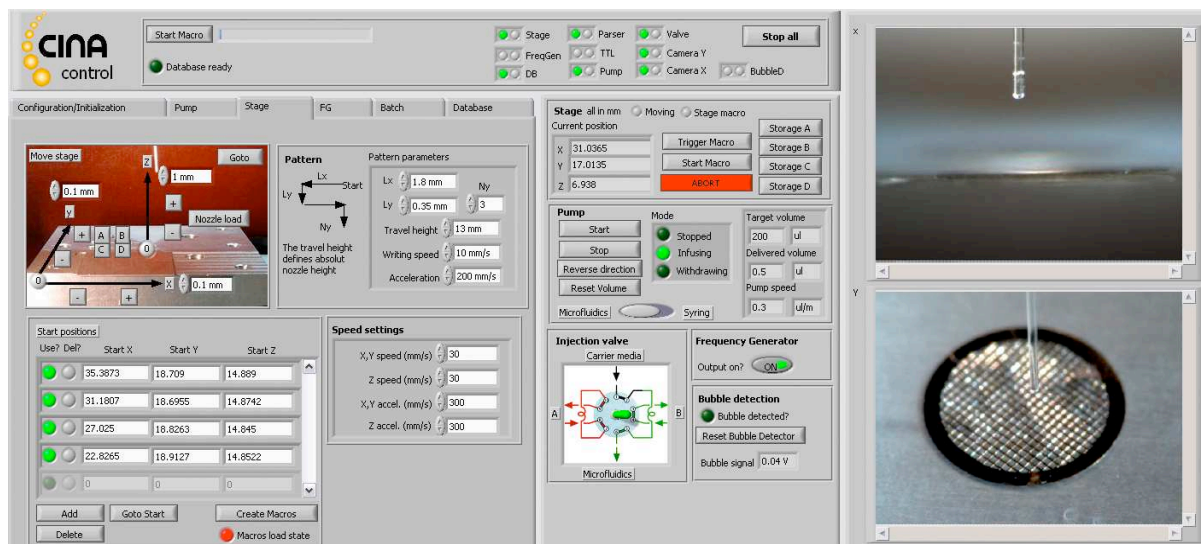 CINA
control
Start Macro
Database ready
Stage Parser Valve
FreqGen TTL Camera Y
DB Pump Camera X BubbleD
Stop all
Configuration/Initialization Pump Stage FG Batch Database
Move stage
Goto
Z
1 mm
0.1 mm
y
+
-
+
-
A B
C D
Nozzle load
0
0
X
0.1 mm
-
+
Pattern
Lx
Start
Ly
Ny
The travel height
defines absolut
nozzle height
Pattern parameters
Lx 1.8 mm
Ny
Ly 0.35 mm 3
Travel height 13 mm
Writing speed 10 mm/s
Acceleration 200 mm/s
Start positions
Use? Del? Start X Start Y Start Z
35.3873 18.709 14.889
31.1807 18.6955 14.8742
27.025 18.8263 14.845
22.8265 18.9127 14.8522
0 0 0
Add Goto Start Create Macros
Delete Macros load state
Speed settings
X,Y speed (mm/s) 30
Z speed (mm/s) 30
X,Y accel. (mm/s) 300
Z accel. (mm/s) 300
Stage all in mm Moving Stage macro
Current position
X 31.0365
Y 17.0135
Z 6.938
Trigger Macro
Start Macro
ABORT
Storage A
Storage B
Storage C
Storage D
Pump
Start
Stop
Reverse direction
Reset Volume
Mode
Stopped
Infusing
Withdrawing
Microfluidics Syring
Target volume
200 ul
Delivered volume
0.5 ul
Pump speed
0.3 ul/m
Injection valve
Carrier media
A
B
Microfluidics
Frequency Generator
Output on? ON
Bubble detection
Bubble detected?
Reset Bubble Detector
Bubble signal 0.04 V
X
Y